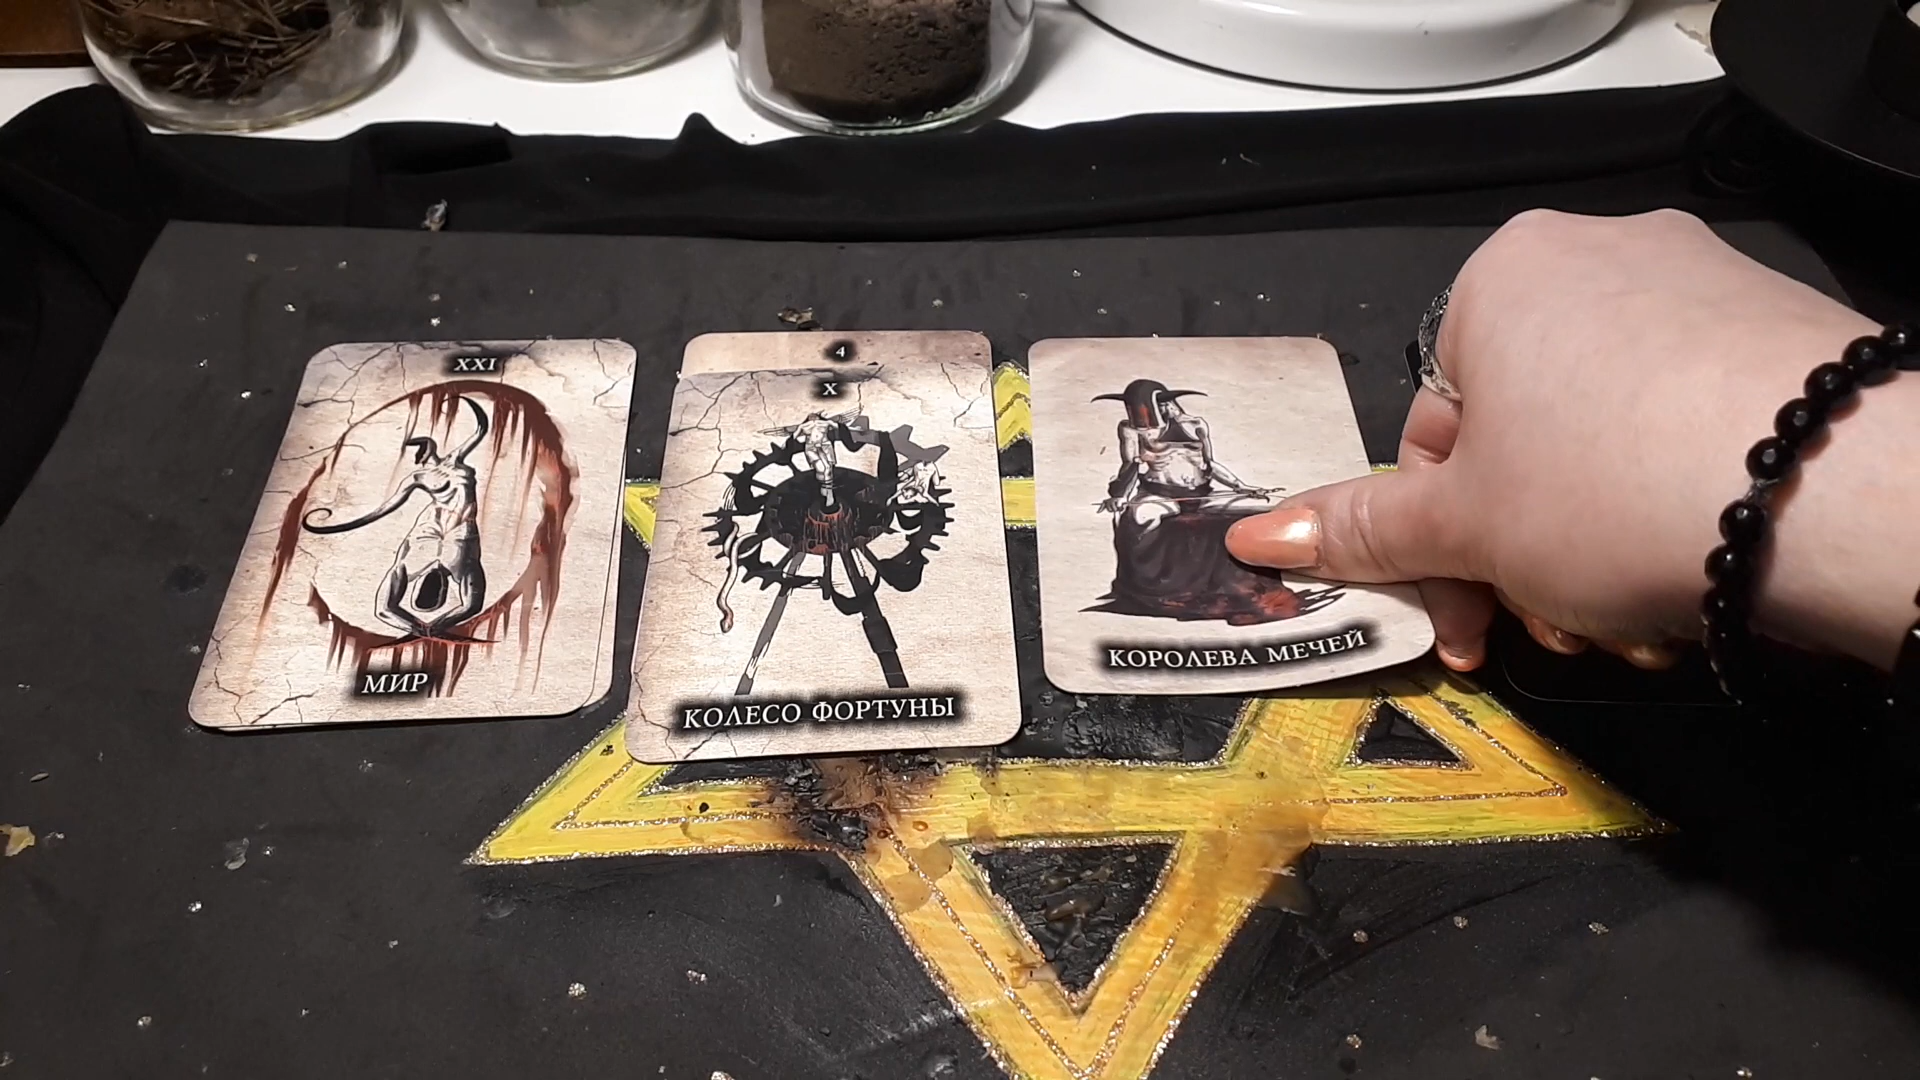 XXI
МИР
4
X
КОЛЕСО ФОРТУНЫ
КОРОЛЕВА МЕЧЕЙ